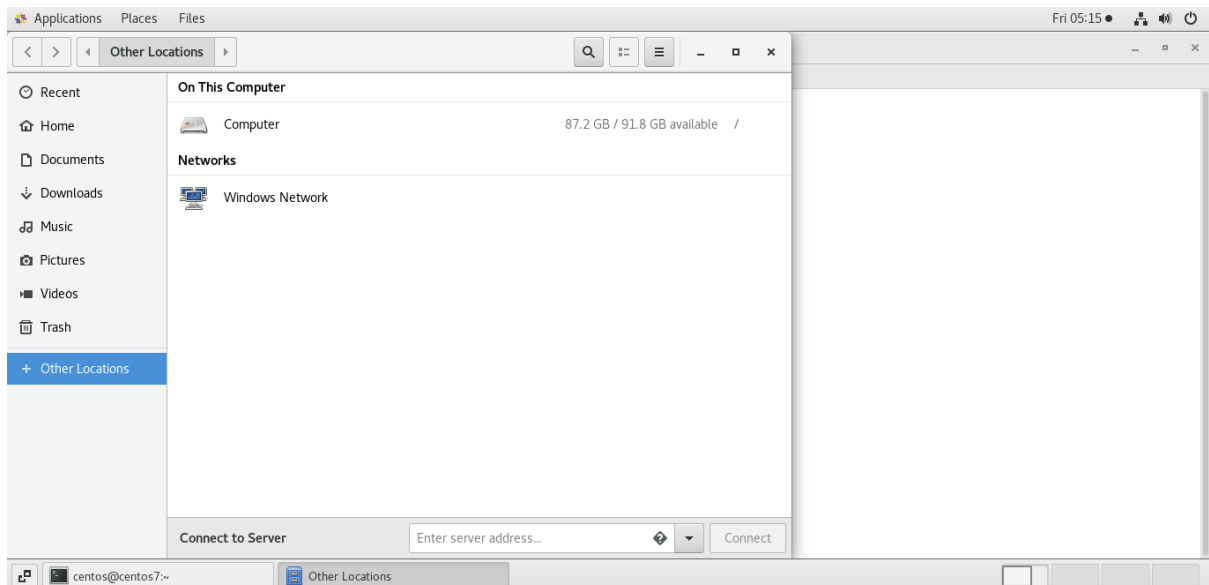 Applications Places Files Fri 05:15
Other Locations
Recent
Home
Documents
Downloads
Music
Pictures
Videos
Trash
+ Other Locations
On This Computer
Computer 87.2 GB / 91.8 GB available /
Networks
Windows Network
Connect to Server Enter server address... Connect
centos@centos7:~ Other Locations